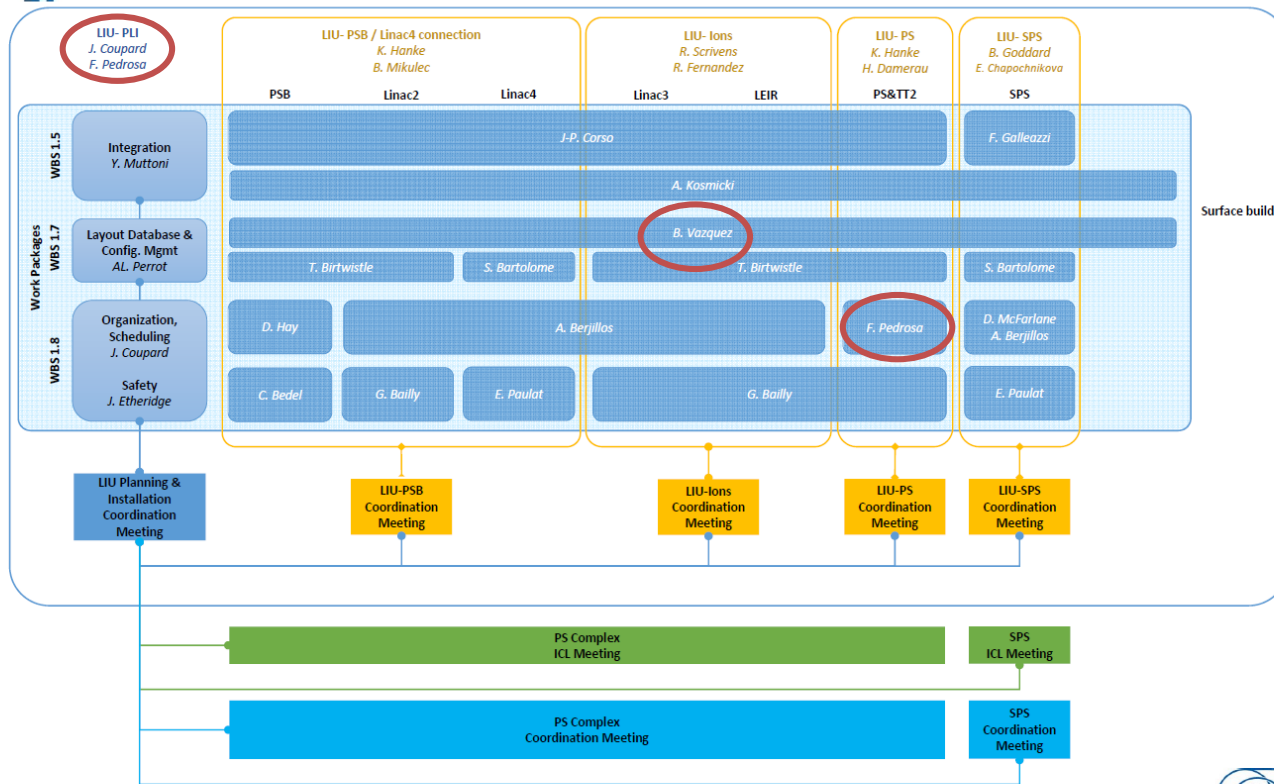 LIU- PLI
J. Coupard
F. Pedrosa
LIU- PSB / Linac4 connection
K. Hanke
B. Mikulec
LIU- Ions
R. Scrivens
R. Fernandez
LIU- PS
K. Hanke
H. Damerau
LIU- SPS
B. Goddard
E. Chapochnikova
PSB
Linac2
Linac4
Linac3
LEIR
PS&TT2
SPS
Work Packages
WBS 1.5
Integration
Y. Muttoni
J-P. Corso
F. Galleazzi
A. Kosmicki
Surface build
WBS 1.7
Layout Database &
Config. Mgmt
AL. Perrot
B. Vazquez
T. Birtwistle
S. Bartolome
T. Birtwistle
S. Bartolome
WBS 1.8
Organization,
Scheduling
J. Coupard
Safety
J. Etheridge
D. Hay
A. Berjillos
F. Pedrosa
D. McFarlane
A. Berjillos
C. Bedel
G. Bailly
E. Paulat
G. Bailly
E. Paulat
LIU Planning &
Installation
Coordination
Meeting
LIU-PSB
Coordination
Meeting
LIU-Ions
Coordination
Meeting
LIU-PS
Coordination
Meeting
LIU-SPS
Coordination
Meeting
PS Complex
ICL Meeting
SPS
ICL Meeting
PS Complex
Coordination Meeting
SPS
Coordination
Meeting